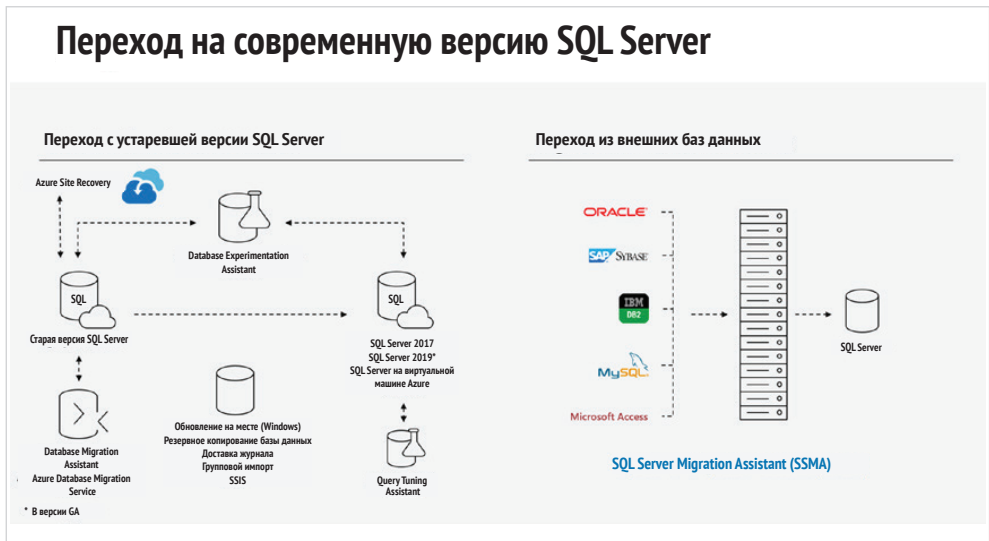 Переход на современную версию SQL Server
Переход с устаревшей версии SQL Server
Azure Site Recovery
Database Experimentation
Assistant
SQL
Старая версия SQL Server
SQL
SQL Server 2017
SQL Server 2019*
SQL Server на виртуальной
машине Azure
Database Migration
Assistant
Azure Database Migration
Service
Обновление на месте (Windows)
Резервное копирование базы данных
Доставка журнала
Групповой импорт
SSIS
Query Tuning
Assistant
* В версии GA
Переход из внешних баз данных
ORACLE
SAP SYBASE
IBM
DB2
MySQL
Microsoft Access
SQL Server
SQL Server Migration Assistant (SSMA)